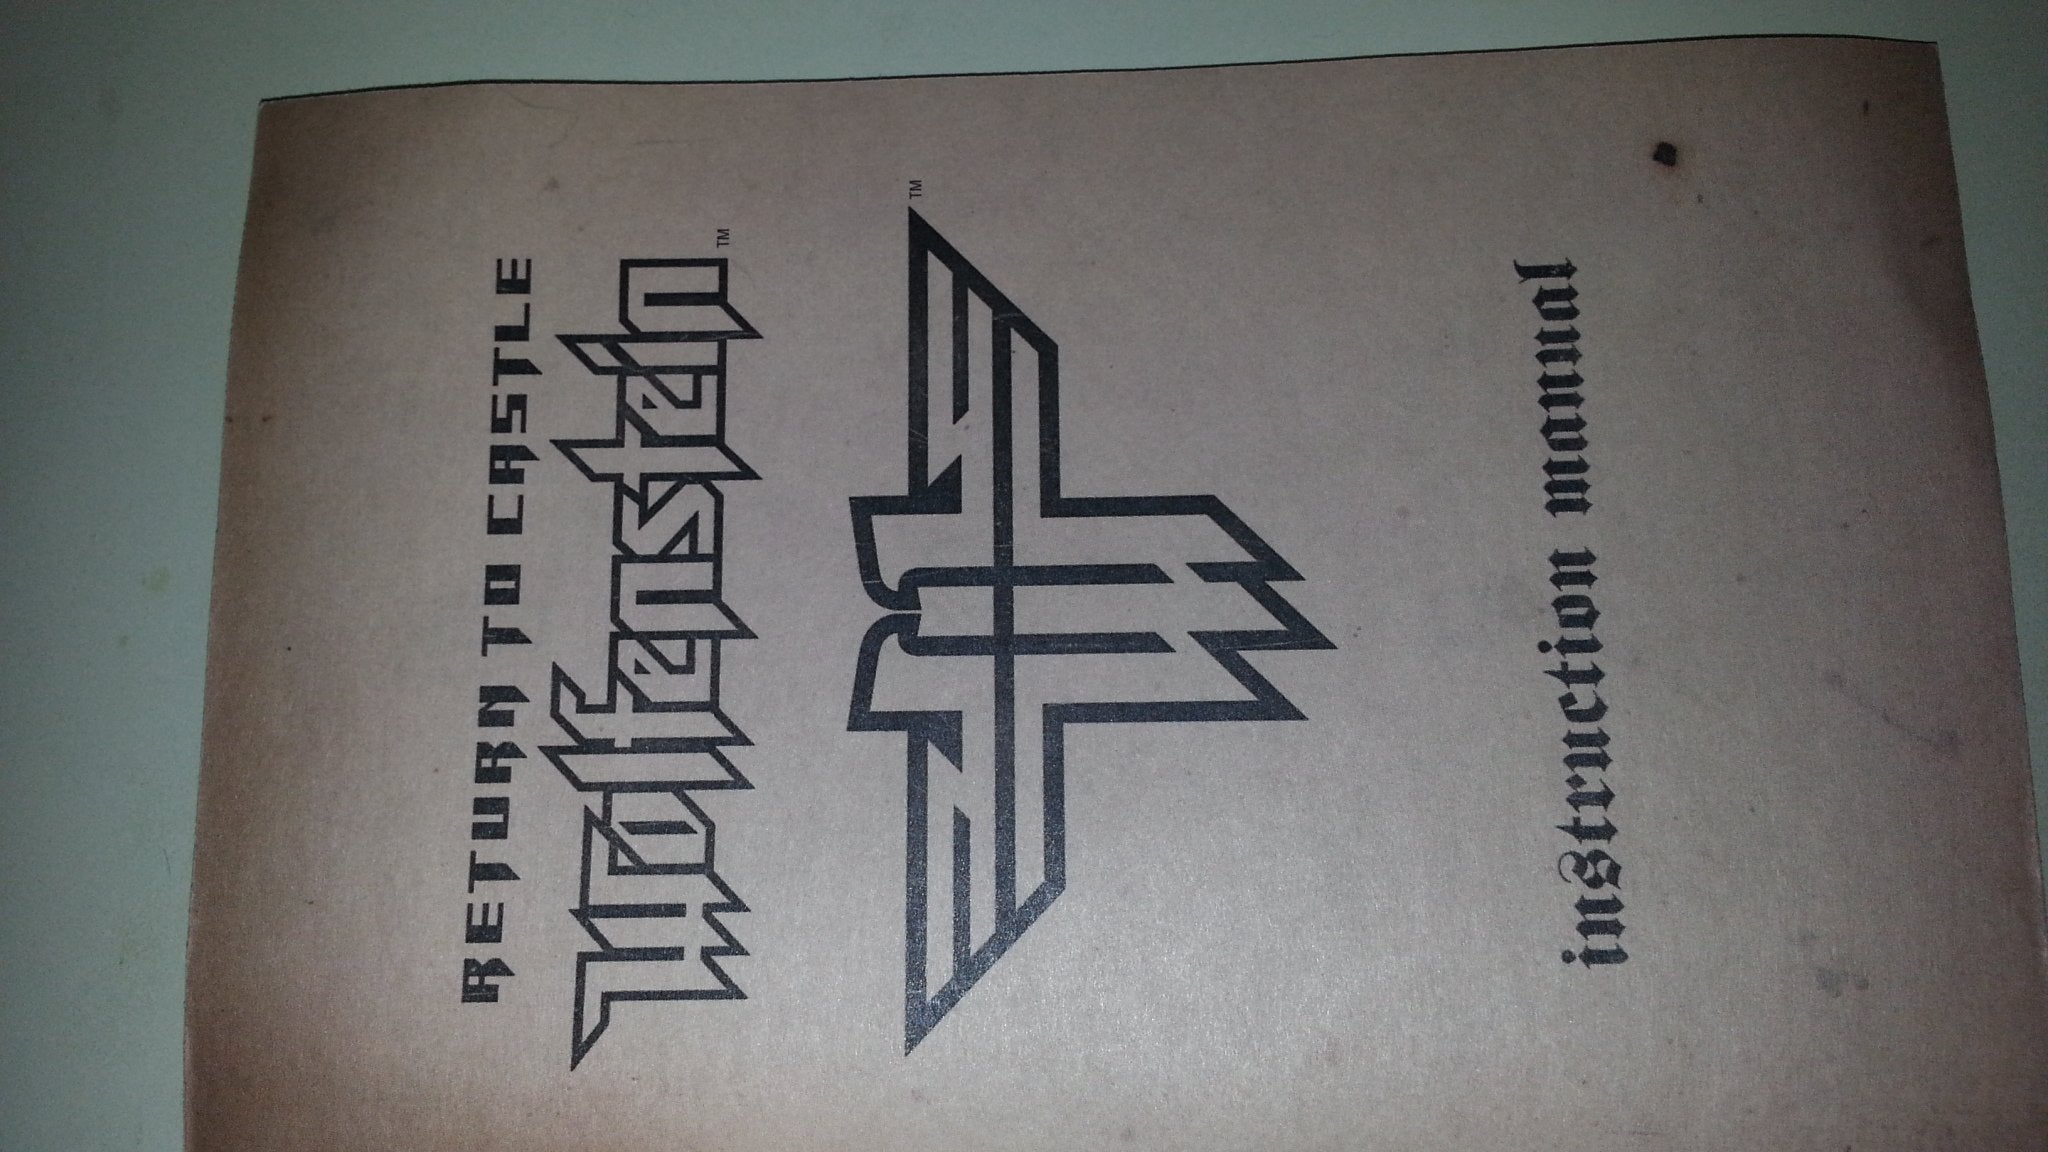 RETURN TO CASTLE
Wolfenstein™
™
instruction manual